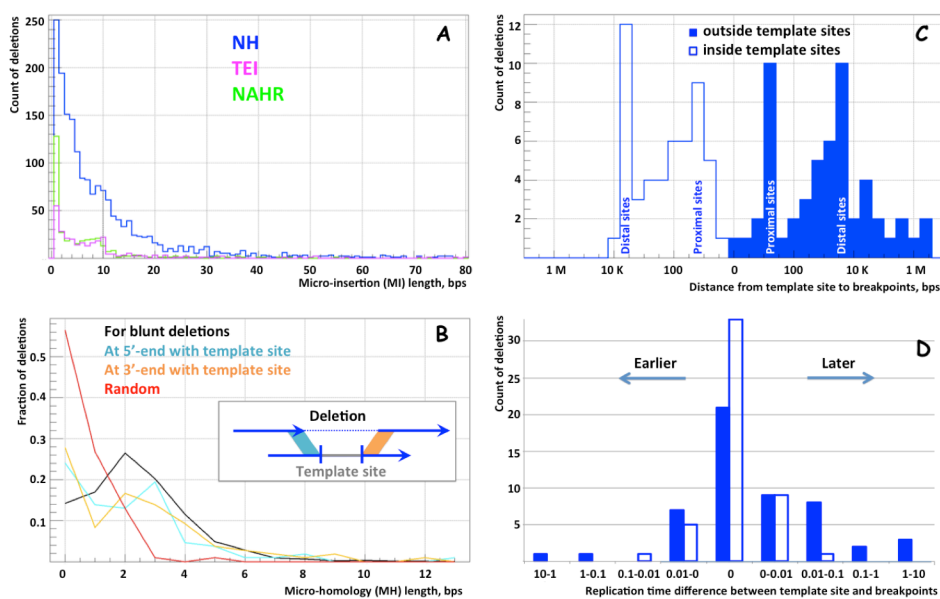 A
NH
TEI
NAHR
Count of deletions
250
200
150
100
50
0 10 20 30 40 50 60 70 80
Micro-insertion (MI) length, bps
C
outside template sites
inside template sites
Count of deletions
12
10
8
6
4
2
Distal sites
Proximal sites
Proximal sites
Distal sites
1 M 10 K 100 0 100 10 K 1 M
Distance from template site to breakpoints, bps
B
For blunt deletions
At 5’-end with template site
At 3’-end with template site
Random
Fraction of deletions
0.5
0.4
0.3
0.2
0.1
Deletion
Template site
0 2 4 6 8 10 12
Micro-homology (MH) length, bps
D
Earlier
Later
Count of deletions
30
25
20
15
10
5
10-1 1-0.1 0.1-0.01 0.01-0 0 0-0.01 0.01-0.1 0.1-1 1-10
Replication time difference between template site and breakpoints